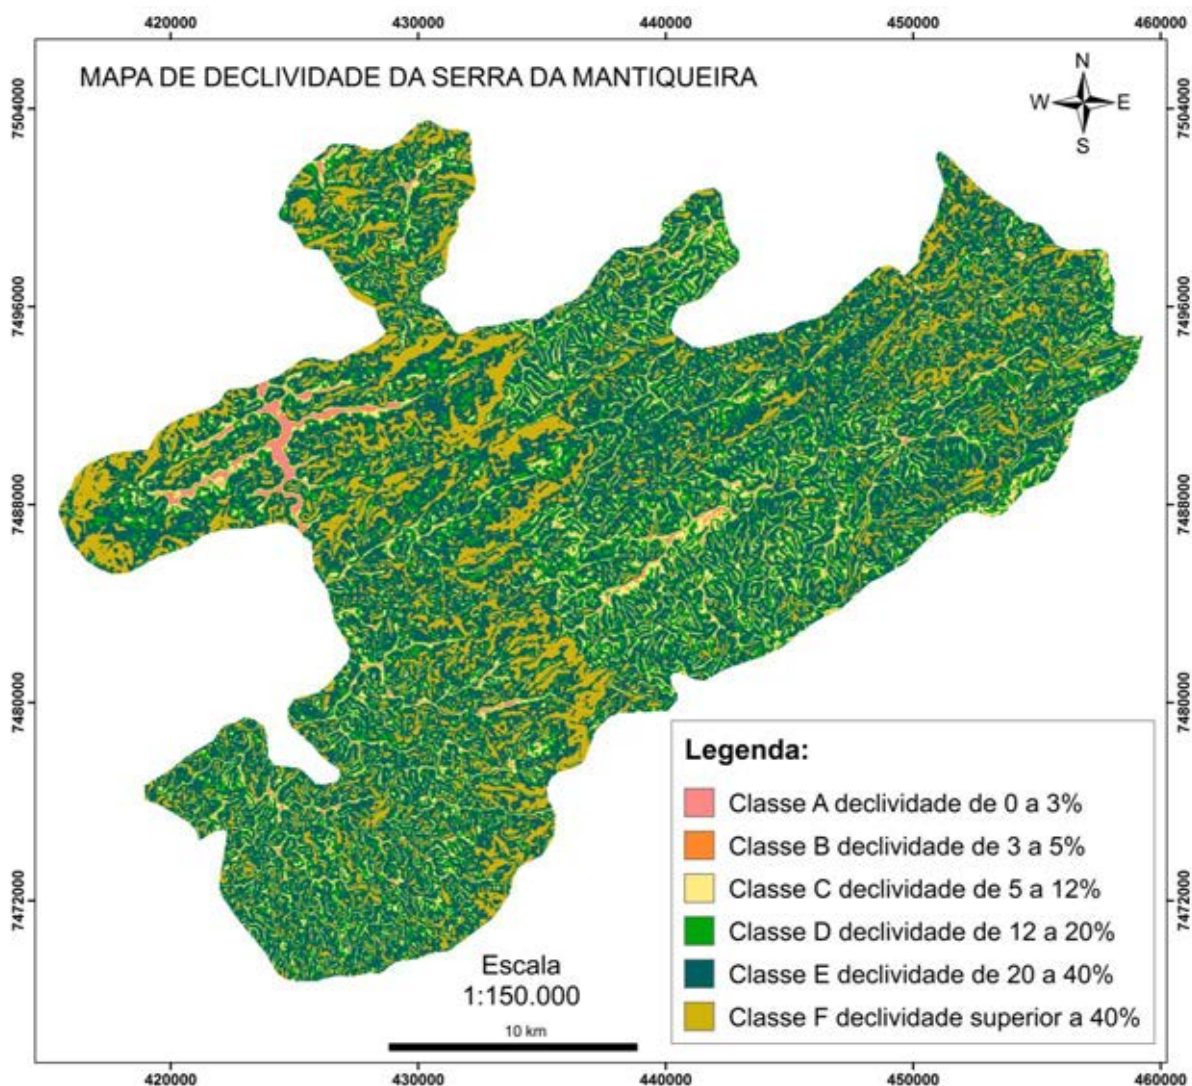 420000 430000 440000 450000 460000
MAPA DE DECLIVIDADE DA SERRA DA MANTIQUEIRA
N
W E
S
7504000 7504000
7496000 7496000
7488000 7488000
7480000 7480000
7472000 7472000
Legenda:
Classe A declividade de 0 a 3%
Classe B declividade de 3 a 5%
Classe C declividade de 5 a 12%
Classe D declividade de 12 a 20%
Classe E declividade de 20 a 40%
Classe F declividade superior a 40%
Escala
1:150.000
10 km
420000 430000 440000 450000 460000